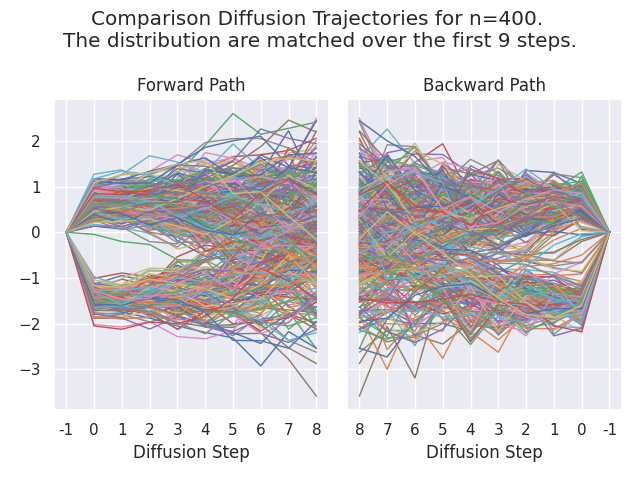 Comparison Diffusion Trajectories for n=400.
The distribution are matched over the first 9 steps.
Forward Path
Backward Path
2
1
0
−1
−2
−3
-1 0 1 2 3 4 5 6 7 8
8 7 6 5 4 3 2 1 0 -1
Diffusion Step
Diffusion Step